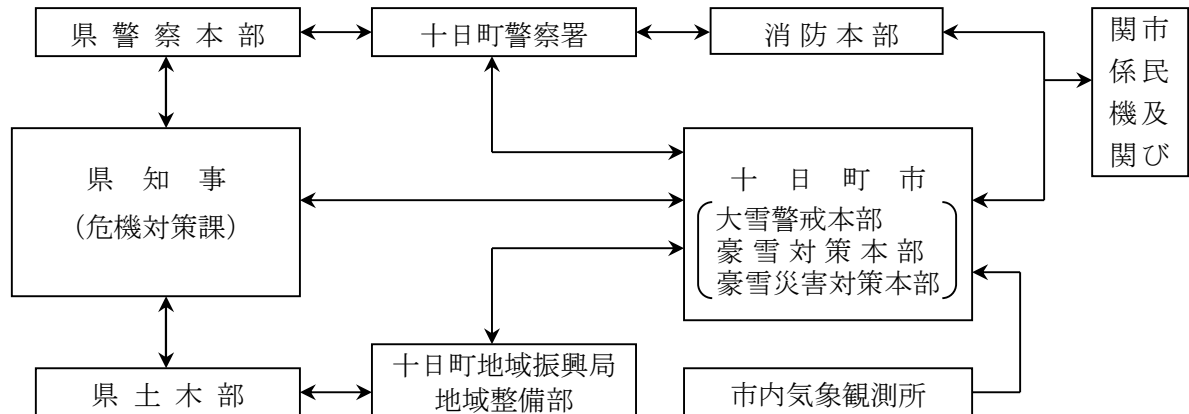 県警察本部
十日町警察署
消防本部
市民及び
関係機関
県知事
(危機対策課)
十日町市
大雪警戒本部
豪雪対策本部
豪雪災害対策本部
県土木部
十日町地域振興局
地域整備部
市内気象観測所